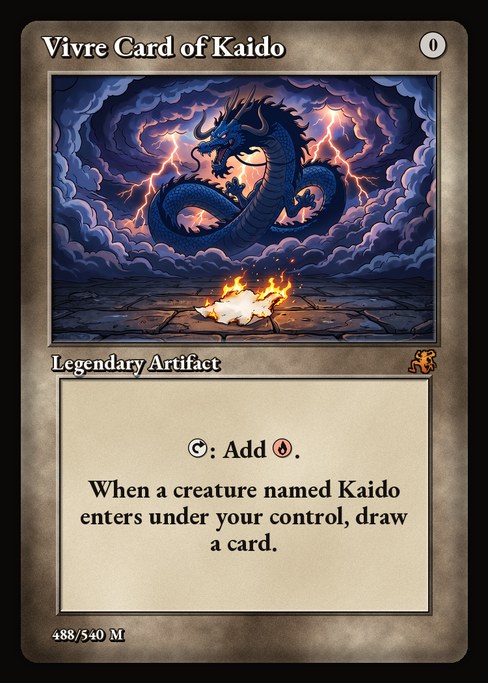 Vivre Card of Kaido 0
Legendary Artifact
: Add .
When a creature named Kaido
enters under your control, draw
a card.
488/540 M